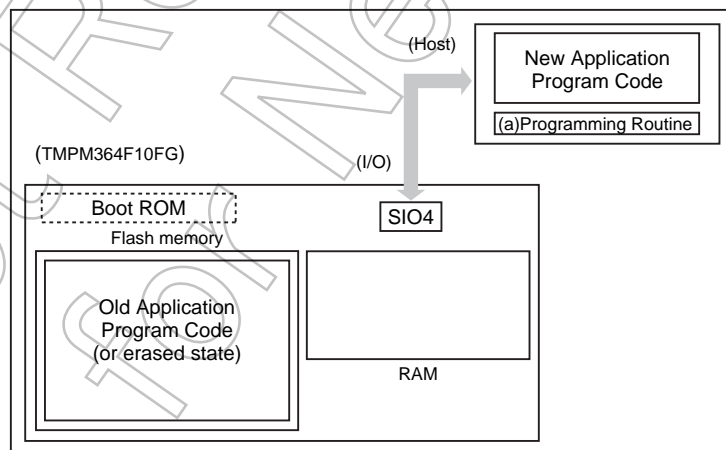 (Host)
New Application
Program Code
(a)Programming Routine
(TMPM364F10FG)
(I/O)
Boot ROM
SIO4
Flash memory
Old Application
Program Code
(or erased state)
RAM